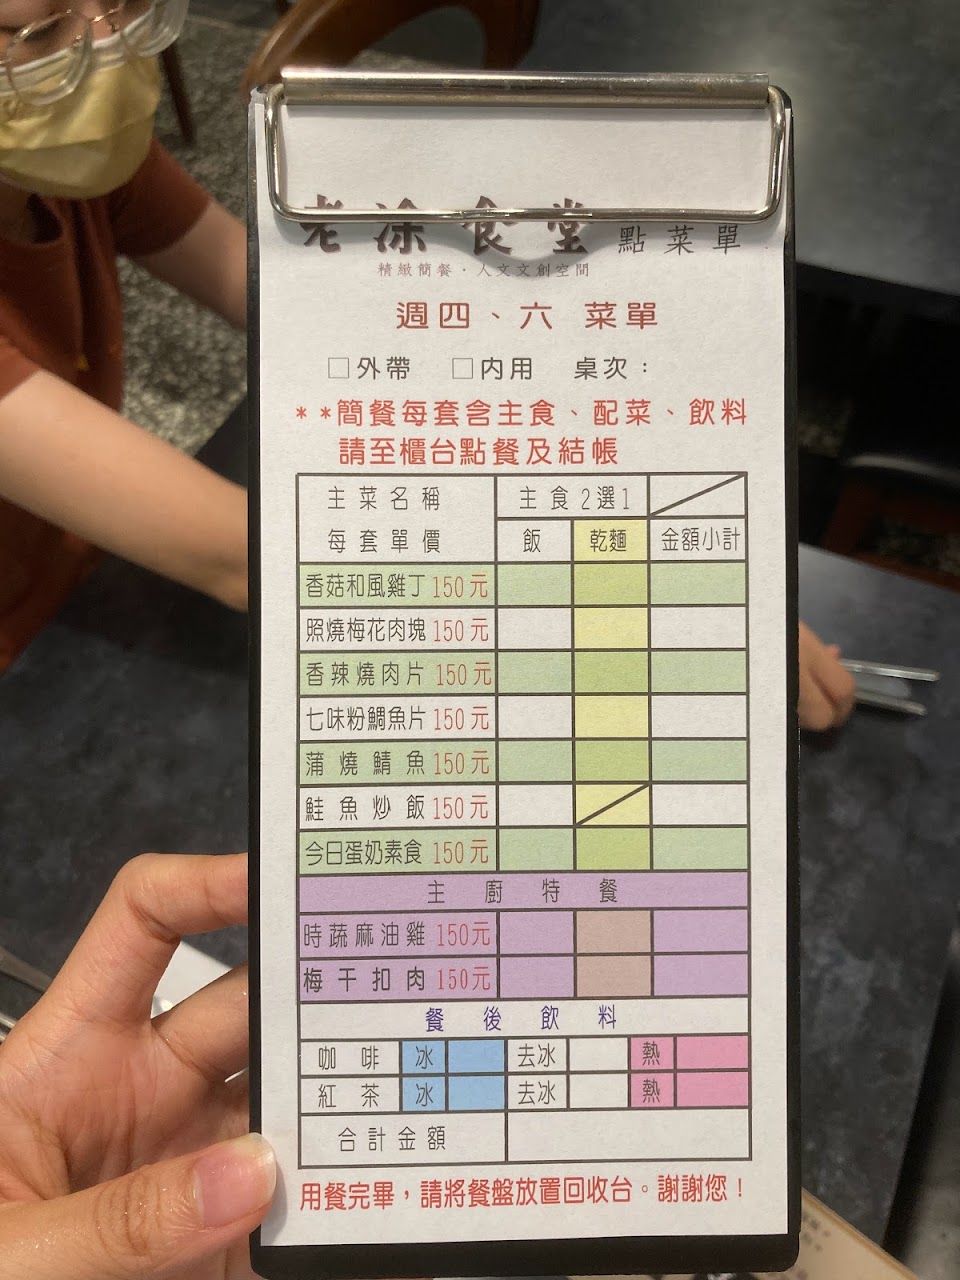 老涂食堂 點菜單
精緻簡餐·人文文創空間
週四、六 菜單
□外帶 □內用 桌次：
**簡餐每套含主食、配菜、飲料
請至櫃台點餐及結帳
主菜名稱 主食2選1
每套單價 飯 乾麵 金額小計
香菇和風雞丁 150元
照燒梅花肉塊 150元
香辣燒肉片 150元
七味粉鯛魚片 150元
蒲燒鯖魚 150元
鮭魚炒飯 150元
今日蛋奶素食 150元
主廚特餐
時蔬麻油雞 150元
梅干扣肉 150元
餐後飲料
咖啡 冰 去冰 熱
紅茶 冰 去冰 熱
合計金額
用餐完畢，請將餐盤放置回收台。謝謝您！